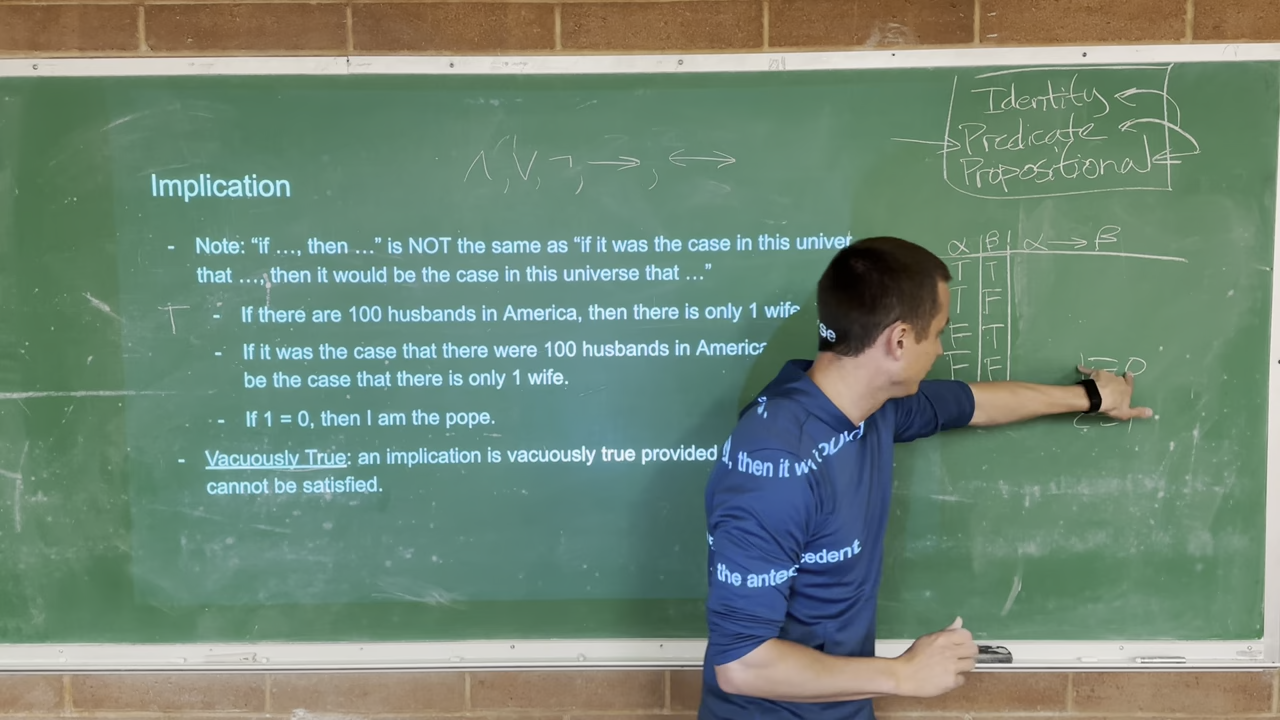 Identity
Predicate
Propositional
∧, ∨, ¬, →, ↔
Implication
- Note: “if …, then …” is NOT the same as “if it was the case in this univer se
that …, then it would be the case in this universe that …”
T - If there are 100 husbands in America, then there is only 1 wife
- If it was the case that there were 100 husbands in America, then it would
be the case that there is only 1 wife.
- If 1 = 0, then I am the pope.
- Vacuously True: an implication is vacuously true provided the antecedent
cannot be satisfied.
α β α → β
T T
T F
F T
F F